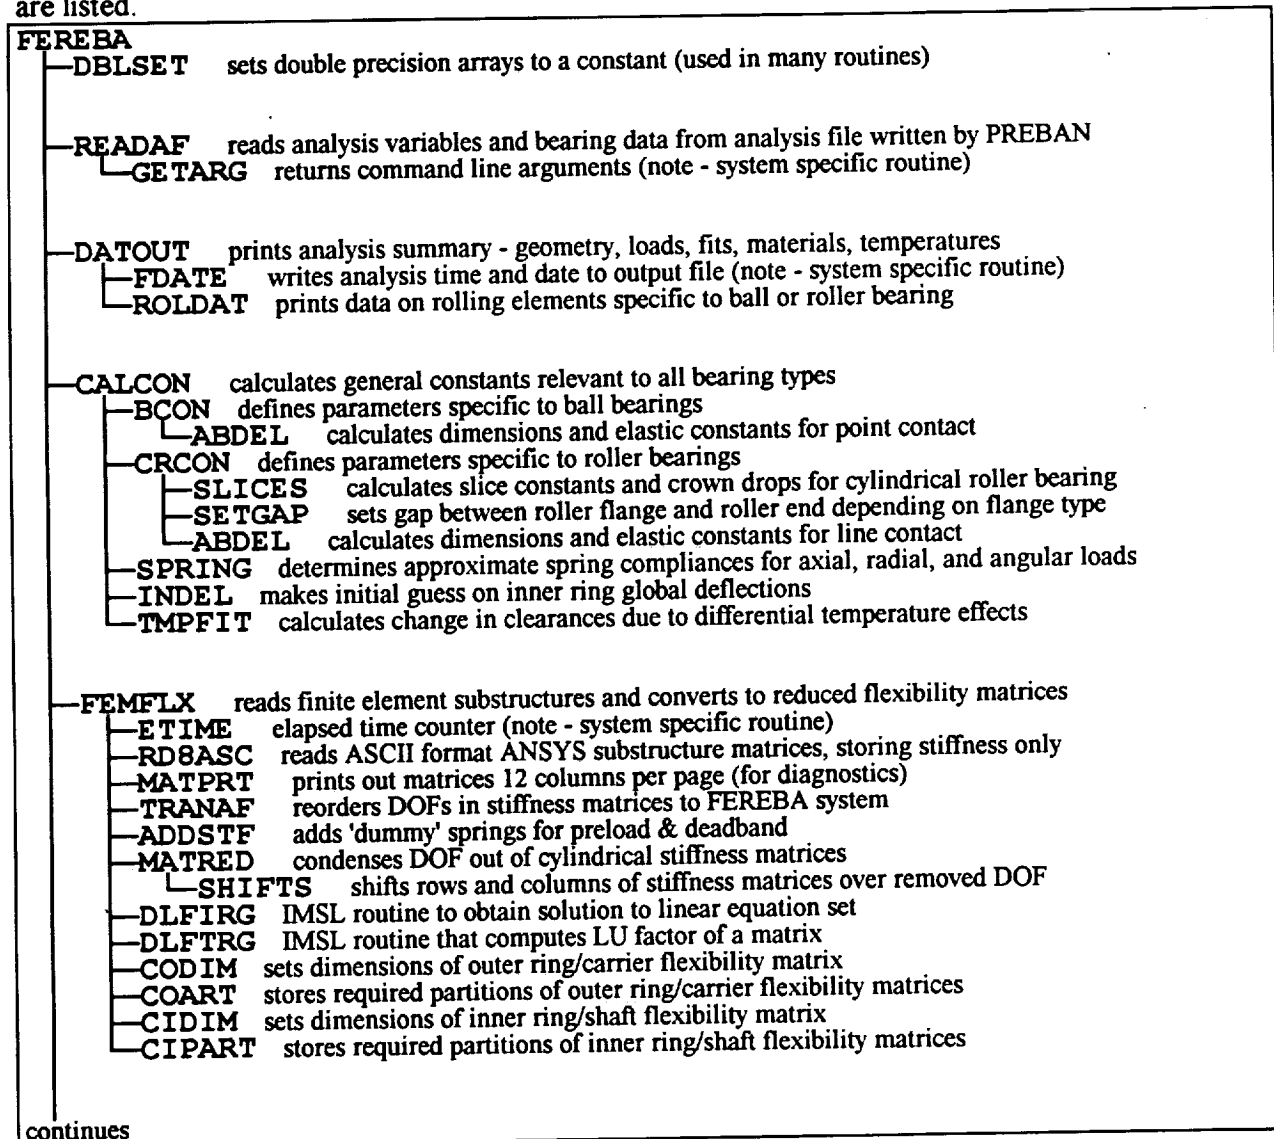 are listed.
FEREBA
DBLSET sets double precision arrays to a constant (used in many routines)
READAF reads analysis variables and bearing data from analysis file written by PREBAN
GETARG returns command line arguments (note - system specific routine)
DATOUT prints analysis summary - geometry, loads, fits, materials, temperatures
FDATE writes analysis time and date to output file (note - system specific routine)
ROLDAT prints data on rolling elements specific to ball or roller bearing
CALCON calculates general constants relevant to all bearing types
BCON defines parameters specific to ball bearings
ABDEL calculates dimensions and elastic constants for point contact
CRCON defines parameters specific to roller bearings
SLICES calculates slice constants and crown drops for cylindrical roller bearing
SETGAP sets gap between roller flange and roller end depending on flange type
ABDEL calculates dimensions and elastic constants for line contact
SPRING determines approximate spring compliances for axial, radial, and angular loads
INDEL makes initial guess on inner ring global deflections
TMPFIT calculates change in clearances due to differential temperature effects
FEMFLX reads finite element substructures and converts to reduced flexibility matrices
ETIME elapsed time counter (note - system specific routine)
RD8ASC reads ASCII format ANSYS substructure matrices, storing stiffness only
MATPRT prints out matrices 12 columns per page (for diagnostics)
TRANAF reorders DOFs in stiffness matrices to FEREBA system
ADDSTF adds 'dummy' springs for preload & deadband
MATRED condenses DOF out of cylindrical stiffness matrices
SHIFTS shifts rows and columns of stiffness matrices over removed DOF
DLFIRG IMSL routine to obtain solution to linear equation set
DLFTRG IMSL routine that computes LU factor of a matrix
CODIM sets dimensions of outer ring/carrier flexibility matrix
COART stores required partitions of outer ring/carrier flexibility matrices
CIDIM sets dimensions of inner ring/shaft flexibility matrix
CIPART stores required partitions of inner ring/shaft flexibility matrices
continues